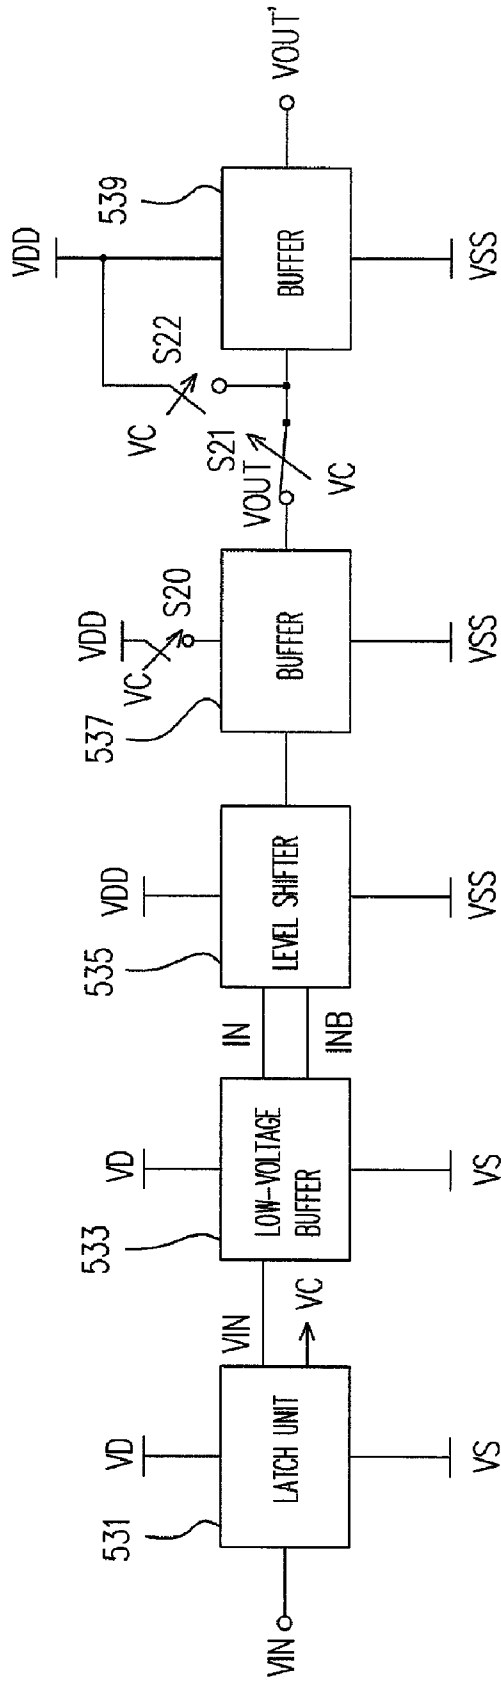 VIN
531
VD
LATCH UNIT
VS
VIN
VC
533
VD
LOW-VOLTAGE
BUFFER
VS
IN
INB
535
VDD
LEVEL SHIFTER
VSS
537
VDD
VC
S20
BUFFER
VSS
VOUT
S21
VC
VC
S22
VDD
539
BUFFER
VSS
VOUT'